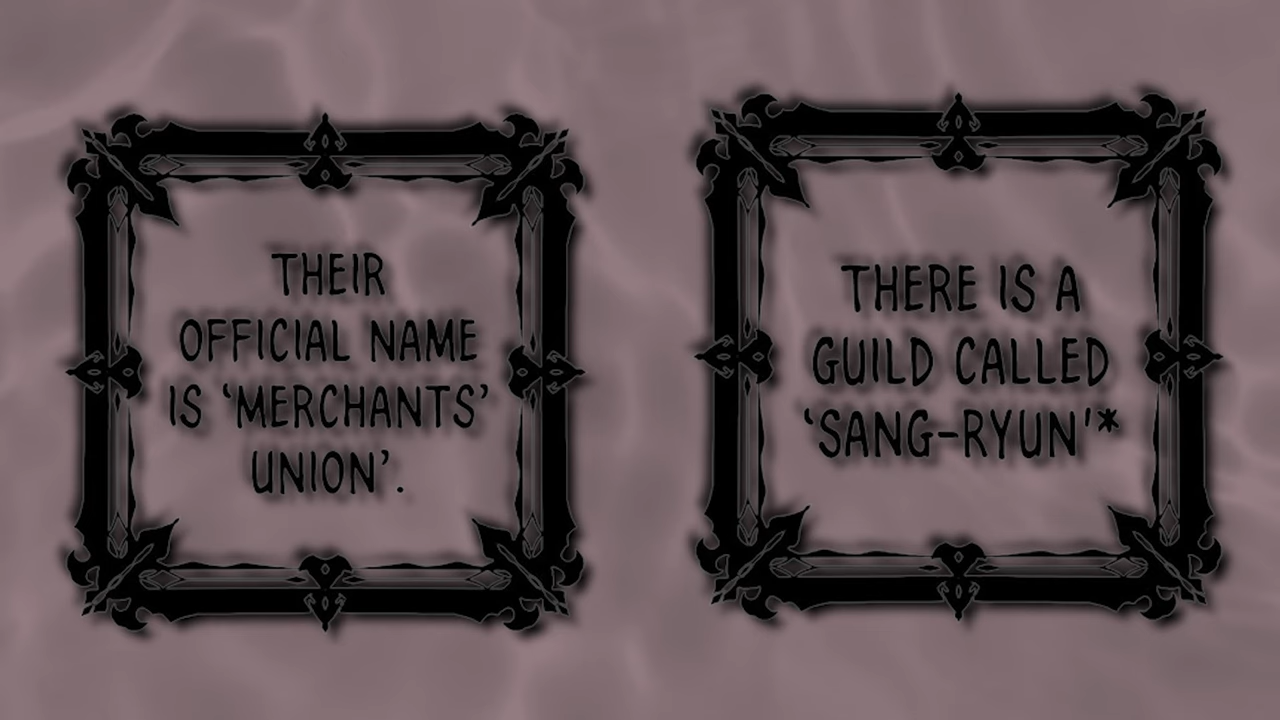 THEIR
OFFICIAL NAME
IS ‘MERCHANTS’
UNION’.
THERE IS A
GUILD CALLED
‘SANG-RYUN'*